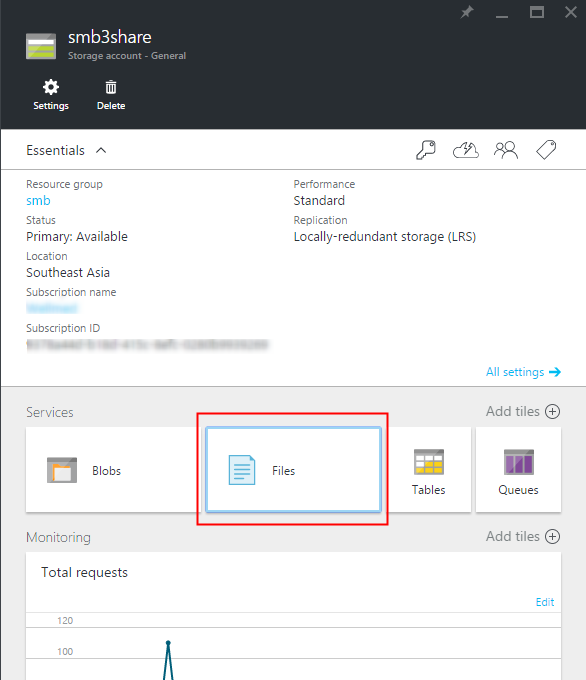 smb3share
Storage account - General
Settings
Delete
Essentials
Resource group
smb
Performance
Standard
Status
Primary: Available
Replication
Locally-redundant storage (LRS)
Location
Southeast Asia
Subscription name
Subscription ID
All settings
Services
Add tiles
Blobs
Files
Tables
Queues
Monitoring
Add tiles
Total requests
Edit
120
100